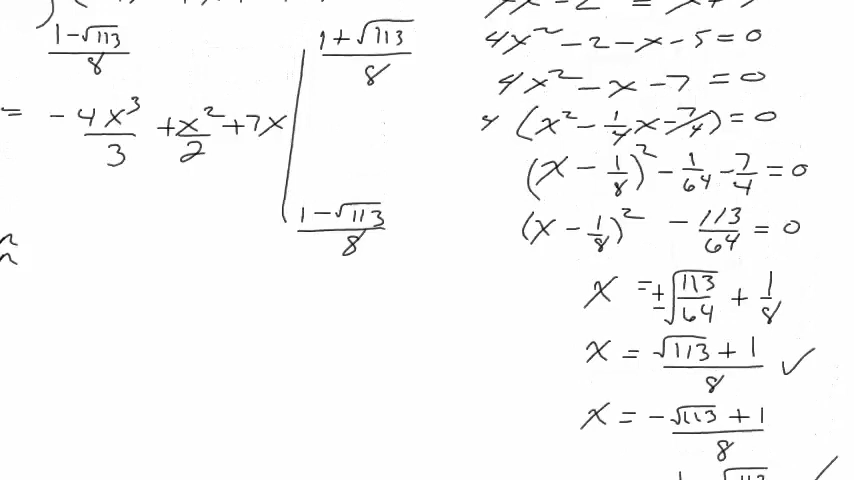 1-√113
8
= -4x³/3 + x²/2 + 7x |
1+√113
8
1-√113
8
4x² - 2 - x - 5 = 0
4x² - x - 7 = 0
4 (x² - 1/4 x - 7/4) = 0
(x - 1/8)² - 1/64 - 7/4 = 0
(x - 1/8)² - 113/64 = 0
x = ±√113/64 + 1/8
x = √113 + 1 ✓
8
x = -√113 + 1
8